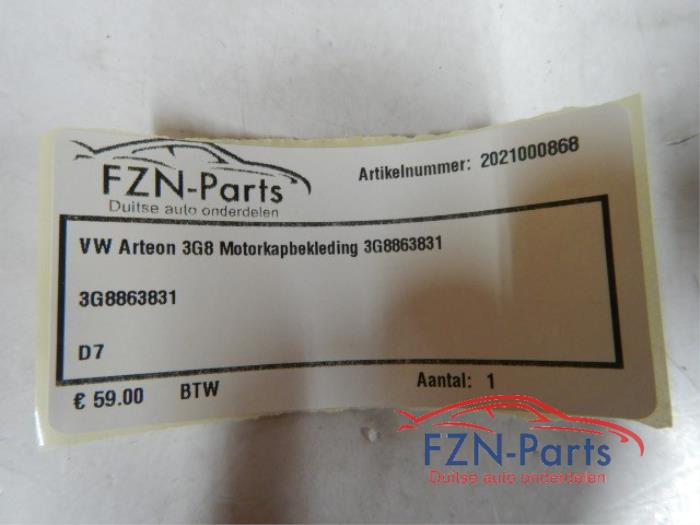 FZN-Parts
Duitse auto onderdelen
Artikelnummer: 2021000868
VW Arteon 3G8 Motorkapbekleding 3G8863831
3G8863831
D7
€ 59.00 BTW Aantal: 1
FZN-Parts
Duitse auto onderdelen